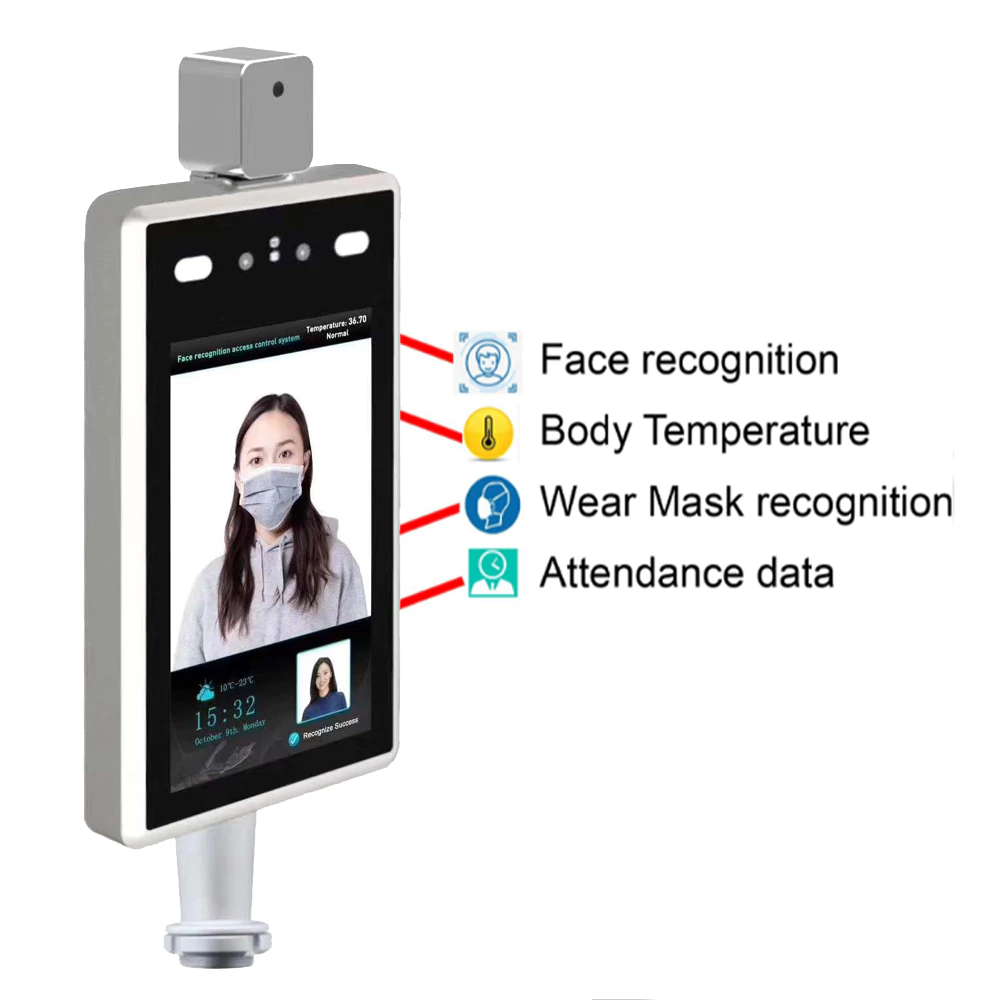 Temperature: 36.70
Normal
Face recognition access control system
Face recognition
Body Temperature
Wear Mask recognition
Attendance data
10℃-23℃
15:32
October 9th. Monday
Recognize Success